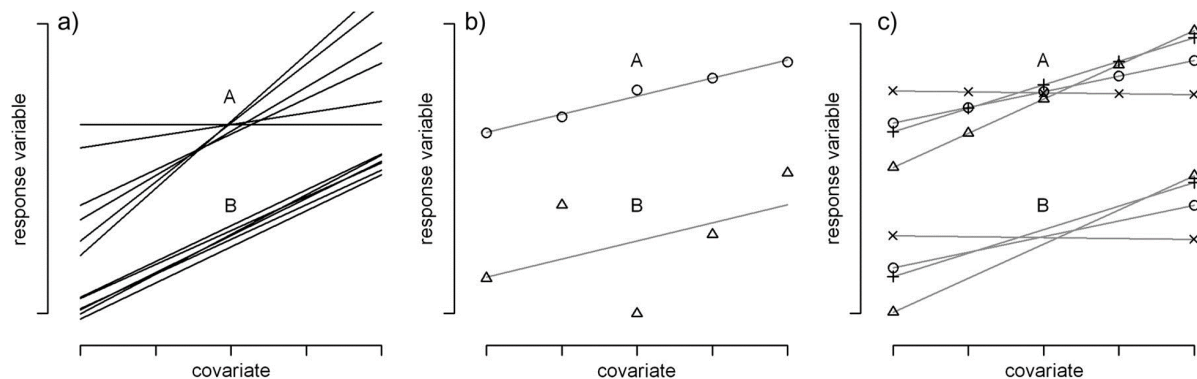 a)
A
B
response variable
covariate
b)
A
B
response variable
covariate
c)
A
B
response variable
covariate